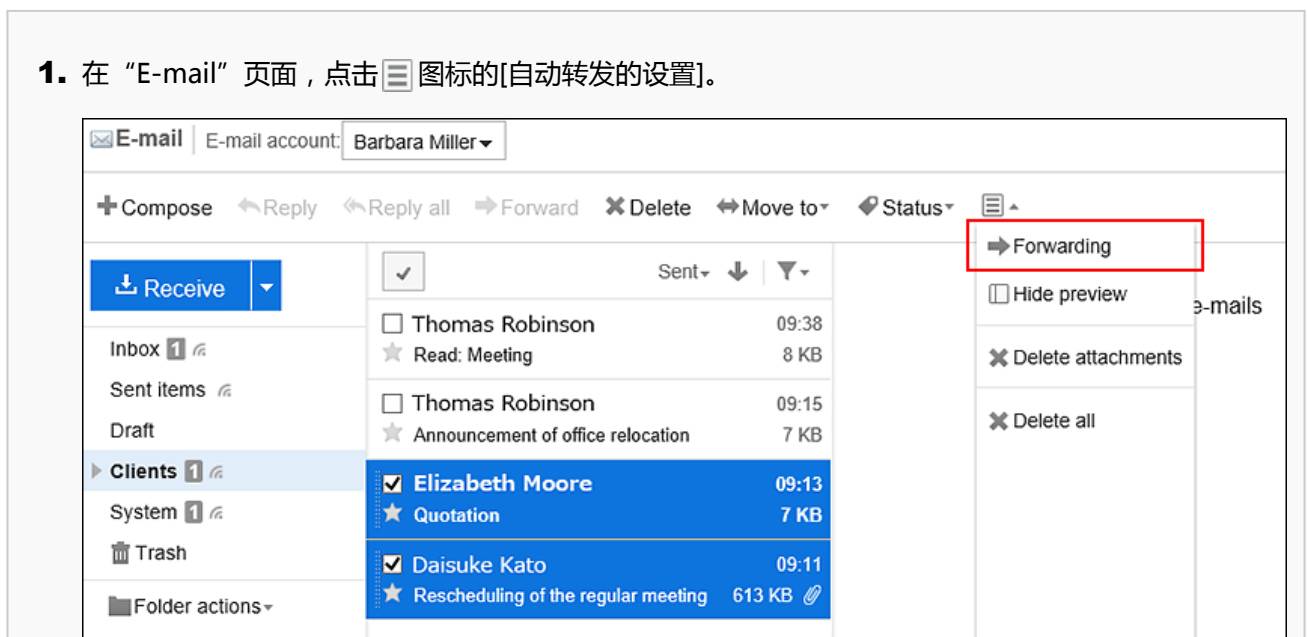 1. 在“E-mail”页面，点击图标的[自动转发的设置]。
E-mail E-mail account: Barbara Miller
Compose Reply Reply all Forward Delete Move to Status
Forwarding
Hide preview
Delete attachments
Delete all
e-mails
Receive
Inbox 1
Sent items
Draft
Clients 1
System 1
Trash
Folder actions
Sent
Thomas Robinson 09:38
Read: Meeting 8 KB
Thomas Robinson 09:15
Announcement of office relocation 7 KB
Elizabeth Moore 09:13
Quotation 7 KB
Daisuke Kato 09:11
Rescheduling of the regular meeting 613 KB